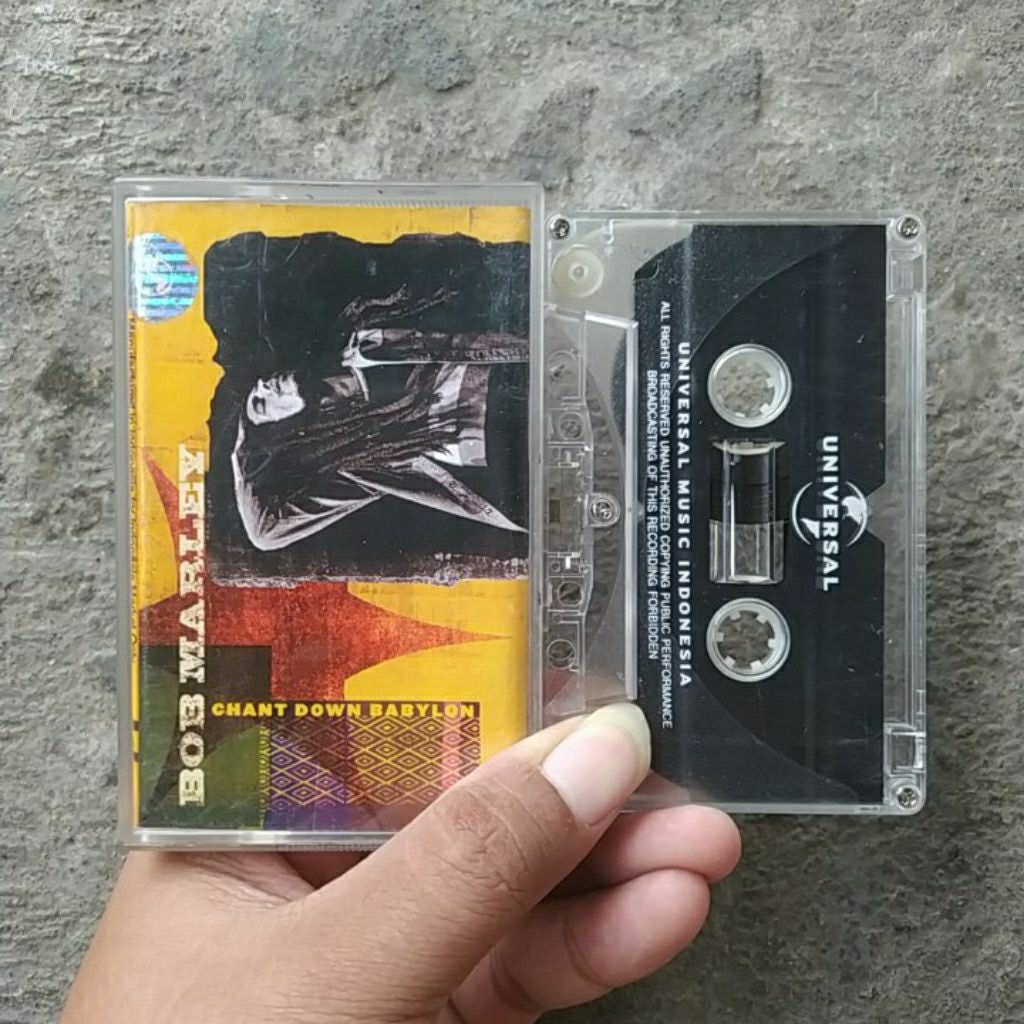 BOB MARLEY
CHANT DOWN BABYLON
UNIVERSAL
UNIVERSAL MUSIC INDONESIA
ALL RIGHTS RESERVED UNAUTHORIZED COPYING PUBLIC PERFORMANCE
BROADCASTING OF THIS RECORDING FORBIDDEN